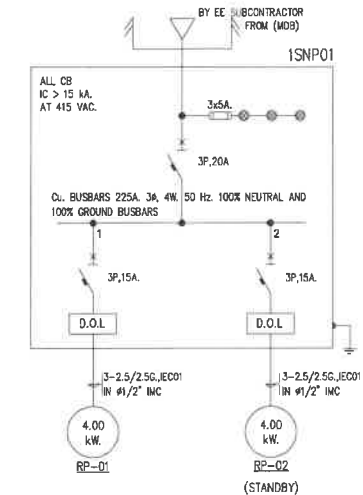 BY EE SUBCONTRACTOR
FROM (MDB)
1SNP01
ALL CB
IC > 15 kA.
AT 415 VAC.
3x5A.
3P,20A
Cu. BUSBARS 225A. 3ø, 4W. 50 Hz. 100% NEUTRAL AND
100% GROUND BUSBARS
1
2
3P,15A.
3P,15A.
D.O.L
D.O.L
3-2.5/2.5G.,IEC01
IN ø1/2" IMC
3-2.5/2.5G.,IEC01
IN ø1/2" IMC
4.00
kW.
4.00
kW.
RP-01
RP-02
(STANDBY)